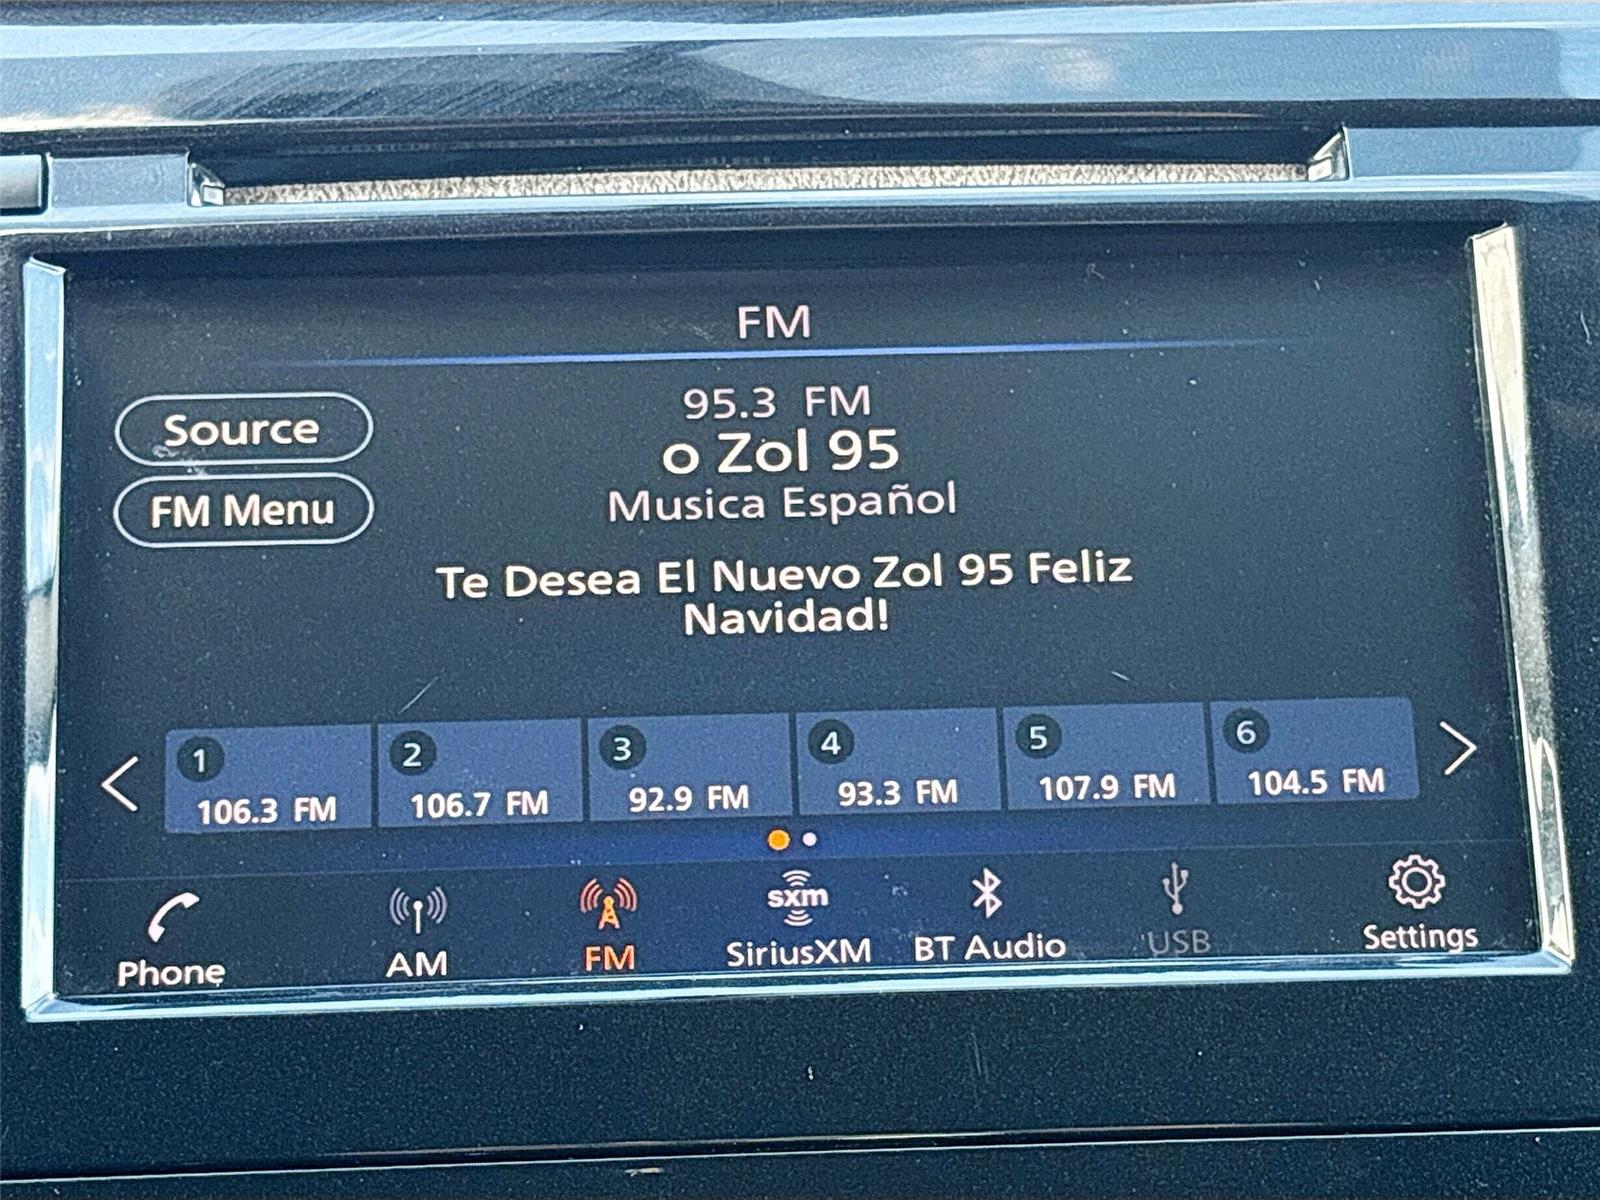 FM
Source
FM Menu
95.3 FM
o Zol 95
Musica Español
Te Desea El Nuevo Zol 95 Feliz
Navidad!
1
106.3 FM
2
106.7 FM
3
92.9 FM
4
93.3 FM
5
107.9 FM
6
104.5 FM
Phone
AM
FM
sxm
SiriusXM
BT Audio
USB
Settings